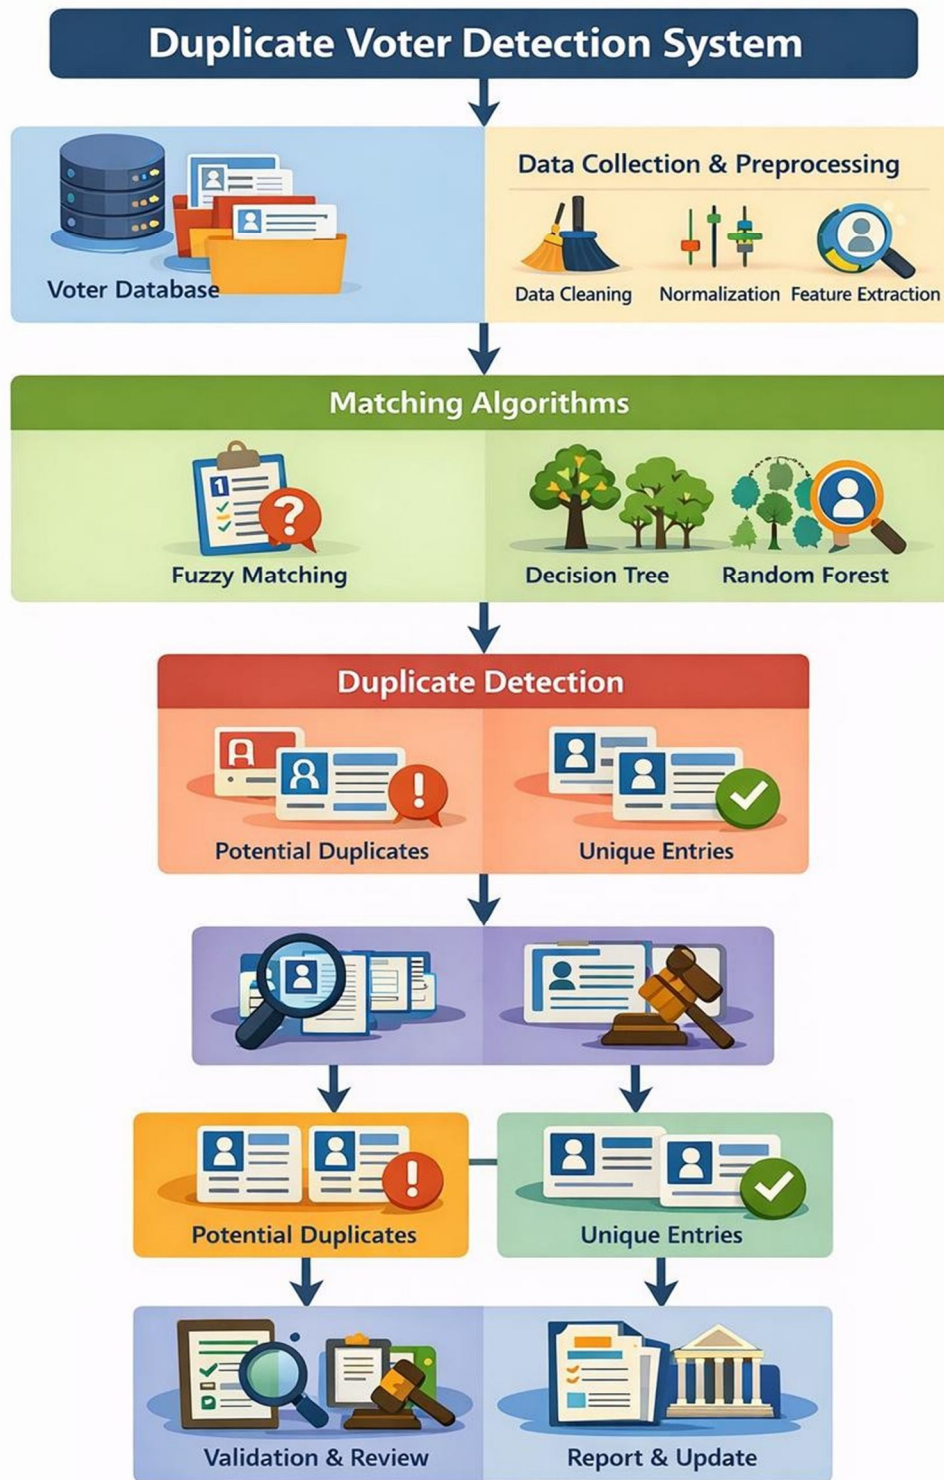 Duplicate Voter Detection System
Voter Database
Data Collection & Preprocessing
Data Cleaning
Normalization
Feature Extraction
Matching Algorithms
1
?
Fuzzy Matching
Decision Tree
Random Forest
Duplicate Detection
!
Potential Duplicates
Unique Entries
!
Potential Duplicates
Unique Entries
Validation & Review
Report & Update